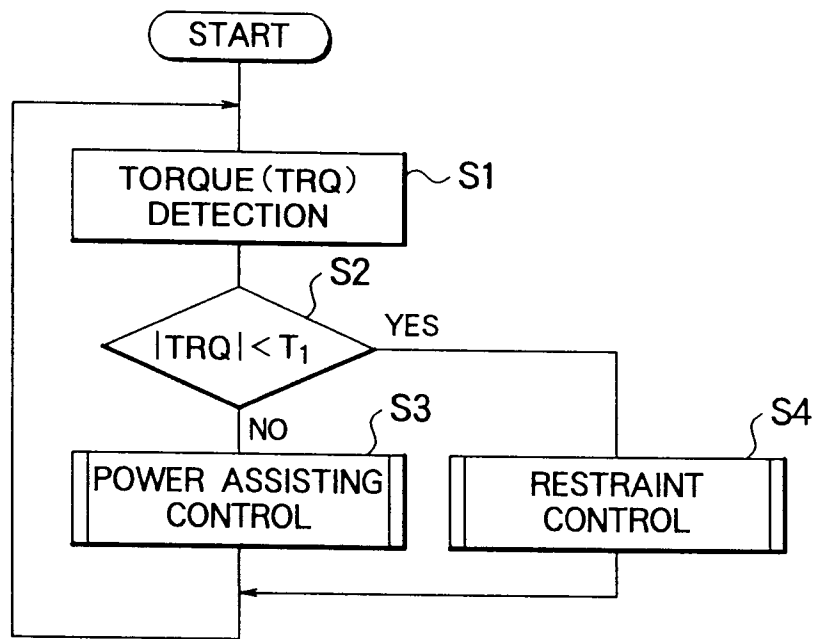 START
TORQUE (TRQ)
DETECTION
S1
S2
|TRQ| < T₁
YES
NO
S3
POWER ASSISTING
CONTROL
S4
RESTRAINT
CONTROL